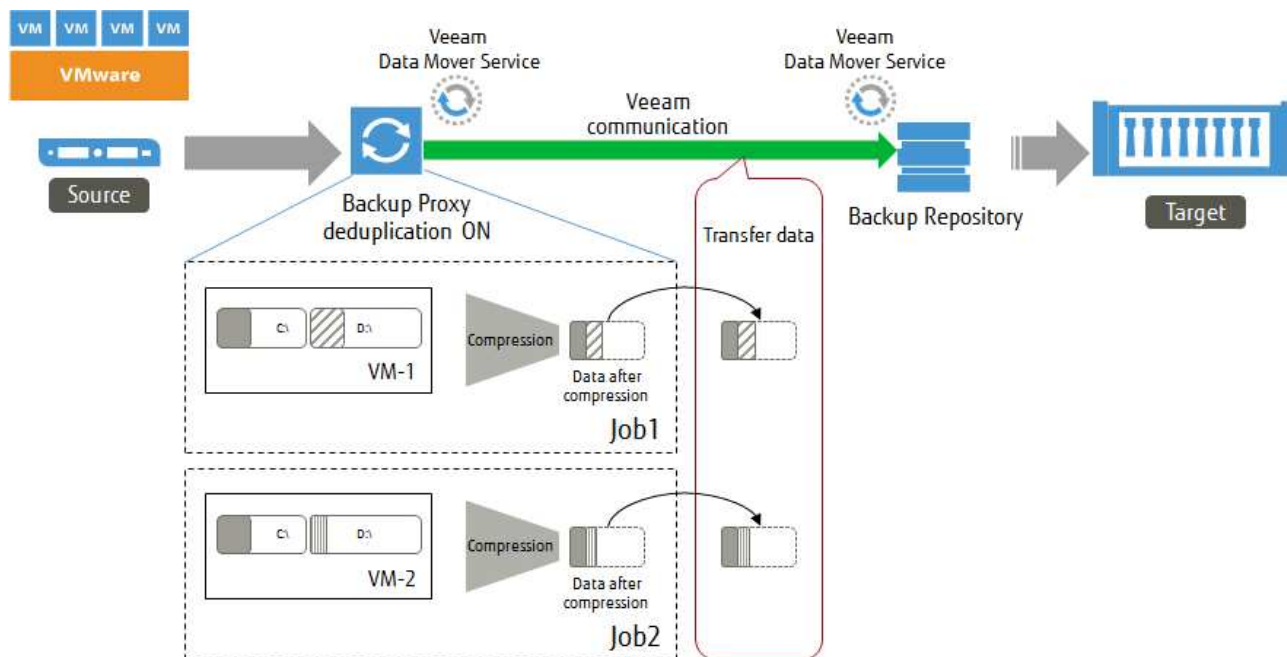 VM VM VM VM
VMware
Source
Veeam
Data Mover Service
Veeam
communication
Veeam
Data Mover Service
Backup Proxy
deduplication ON
Backup Repository
Target
Transfer data
C:\ D:\
VM-1
Compression
Data after
compression
Job1
C:\ D:\
VM-2
Compression
Data after
compression
Job2